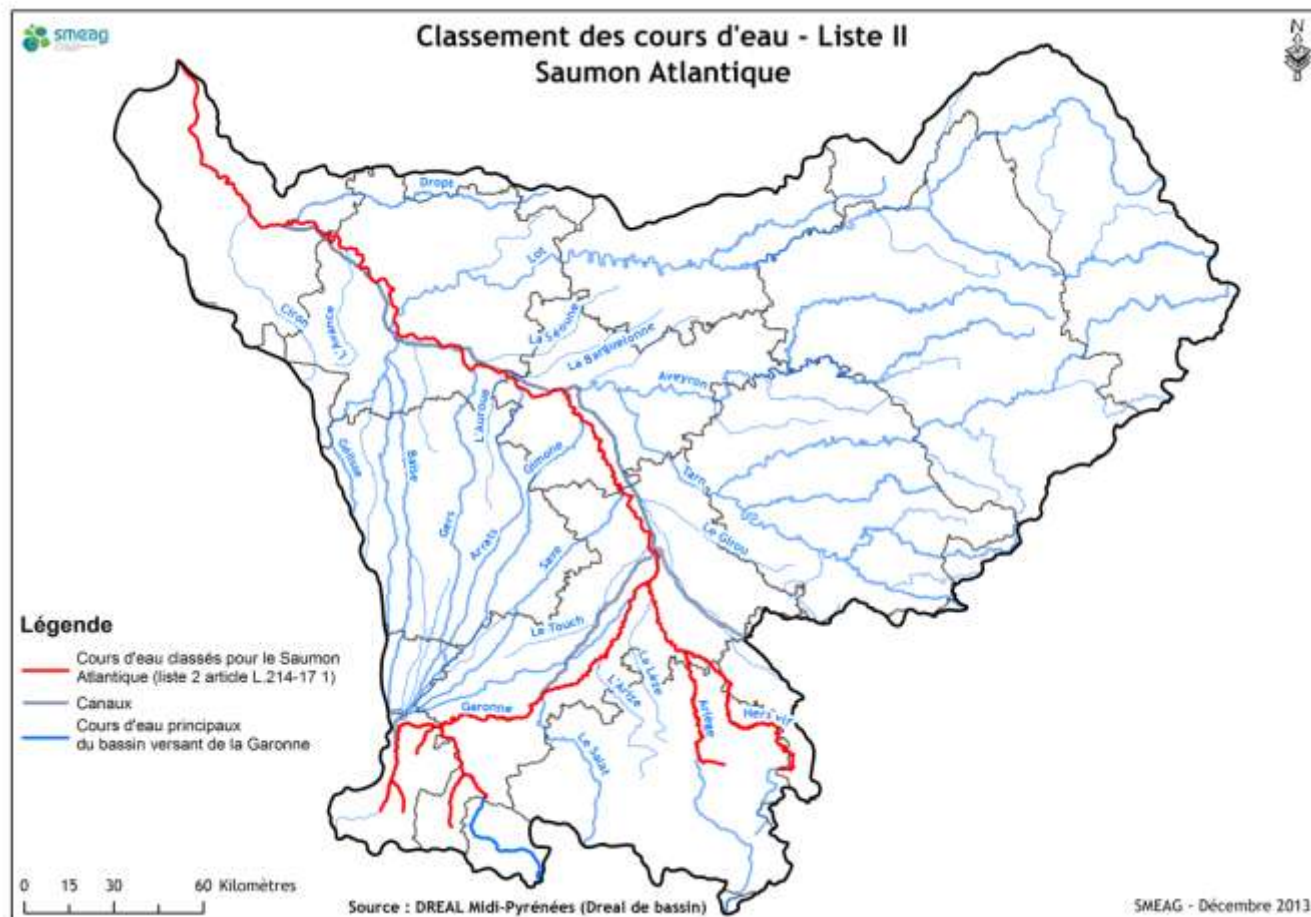 smeag
Classement des cours d'eau - Liste II
Saumon Atlantique
N
Dropt
Lot
Ciron
L'Avance
La Séoune
La Barguelonne
Aveyron
L'Auroue
Gimone
Gélise
Baïse
Tarn
Gers
Arrats
Save
Le Girou
Le Touch
La Lèze
L'Arize
Garonne
Ariège
Hers vif
Le Salat
Légende
Cours d'eau classés pour le Saumon
Atlantique (liste 2 article L.214-17 1)
Canaux
Cours d'eau principaux
du bassin versant de la Garonne
0 15 30 60 Kilomètres
Source : DREAL Midi-Pyrénées (Dreal de bassin)
SMEAG - Décembre 2013